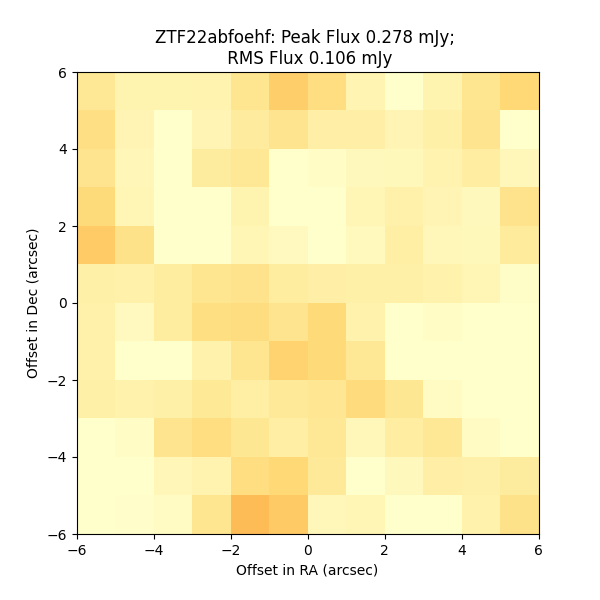 ZTF22abfoehf: Peak Flux 0.278 mJy;
RMS Flux 0.106 mJy
6
4
2
0
−2
−4
−6
Offset in Dec (arcsec)
−6 −4 −2 0 2 4 6
Offset in RA (arcsec)